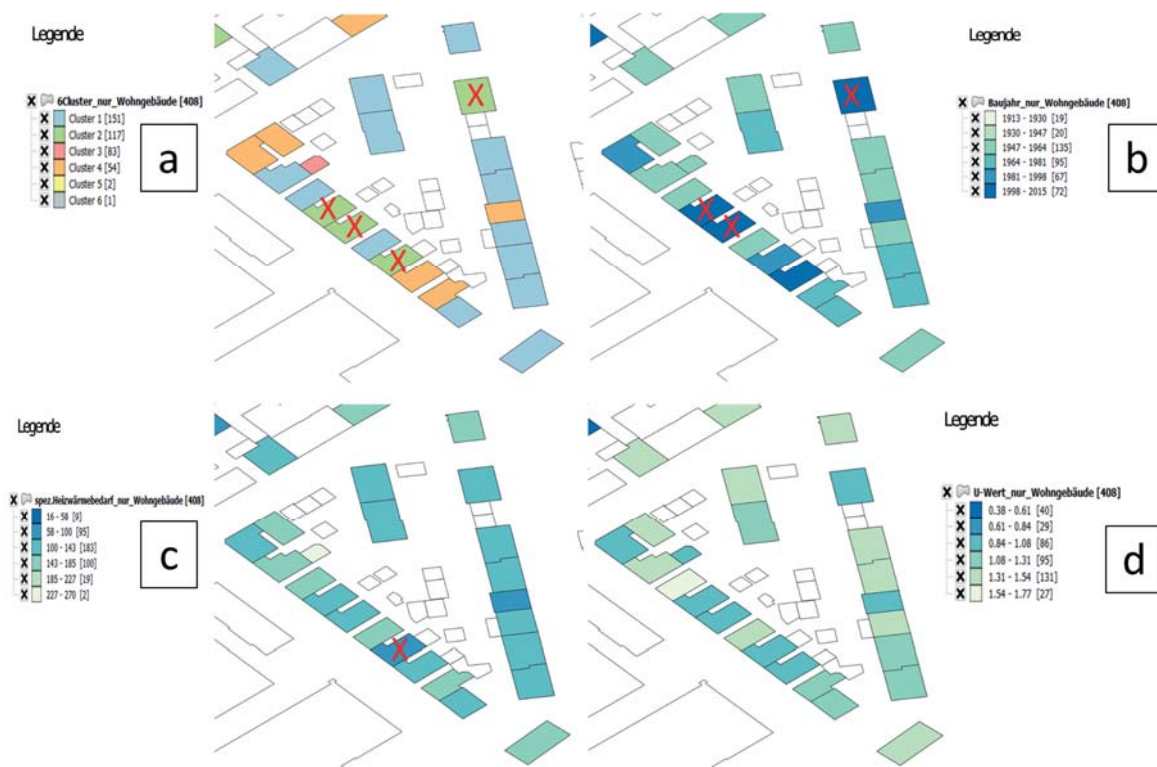 Legende
6Cluster_nur_Wohngebäude [408]
Cluster 1 [151]
Cluster 2 [117]
Cluster 3 [83]
Cluster 4 [54]
Cluster 5 [2]
Cluster 6 [1]
a
Legende
Baujahr_nur_Wohngebäude [408]
1913 - 1930 [19]
1930 - 1947 [20]
1947 - 1964 [135]
1964 - 1981 [95]
1981 - 1998 [67]
1998 - 2015 [72]
b
Legende
spez.Heizwärmebedarf_nur_Wohngebäude [408]
16 - 58 [9]
58 - 100 [95]
100 - 143 [183]
143 - 185 [100]
185 - 227 [19]
227 - 270 [2]
c
Legende
U-Wert_nur_Wohngebäude [408]
0.38 - 0.61 [40]
0.61 - 0.84 [29]
0.84 - 1.08 [86]
1.08 - 1.31 [95]
1.31 - 1.54 [131]
1.54 - 1.77 [27]
d